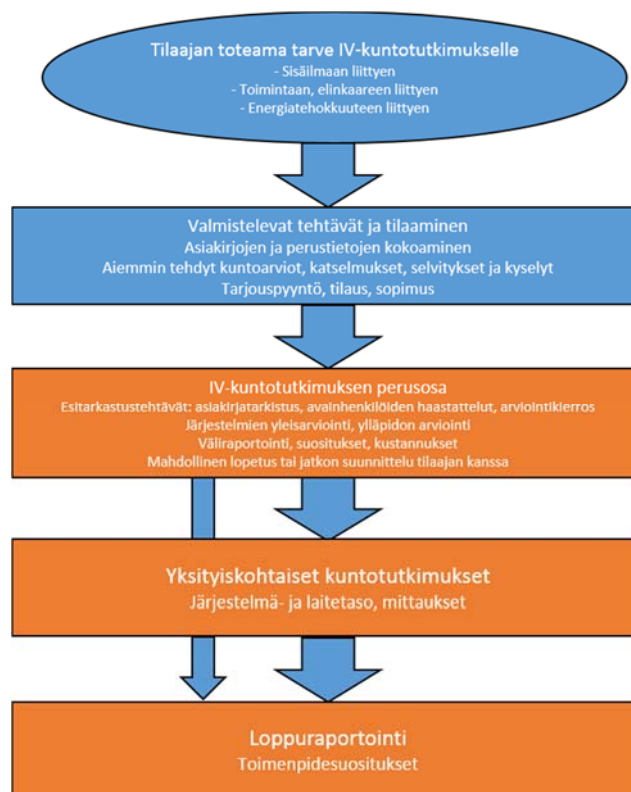 Tilaajan toteama tarve IV-kuntotutkimukselle
- Sisäilmaan liittyen
- Toimintaan, elinkaareen liittyen
- Energiatehokkuuteen liittyen
Valmistelevat tehtävät ja tilaaminen
Asiakirjojen ja perustietojen kokoaminen
Aiemmin tehdyt kuntoarviot, katselmukset, selvitykset ja kyselyt
Tarjouspyyntö, tilaus, sopimus
IV-kuntotutkimuksen perusosa
Esitarkastustehtävät: asiakirjatarkistus, avainhenkilöiden haastattelut, arviointikierros
Järjestelmien yleisarviointi, ylläpidon arviointi
Väliraportointi, suositukset, kustannukset
Mahdollinen lopetus tai jatkon suunnittelu tilaajan kanssa
Yksityiskohtaiset kuntotutkimukset
Järjestelmä- ja laitetaso, mittaukset
Loppuraportointi
Toimenpidesuositukset